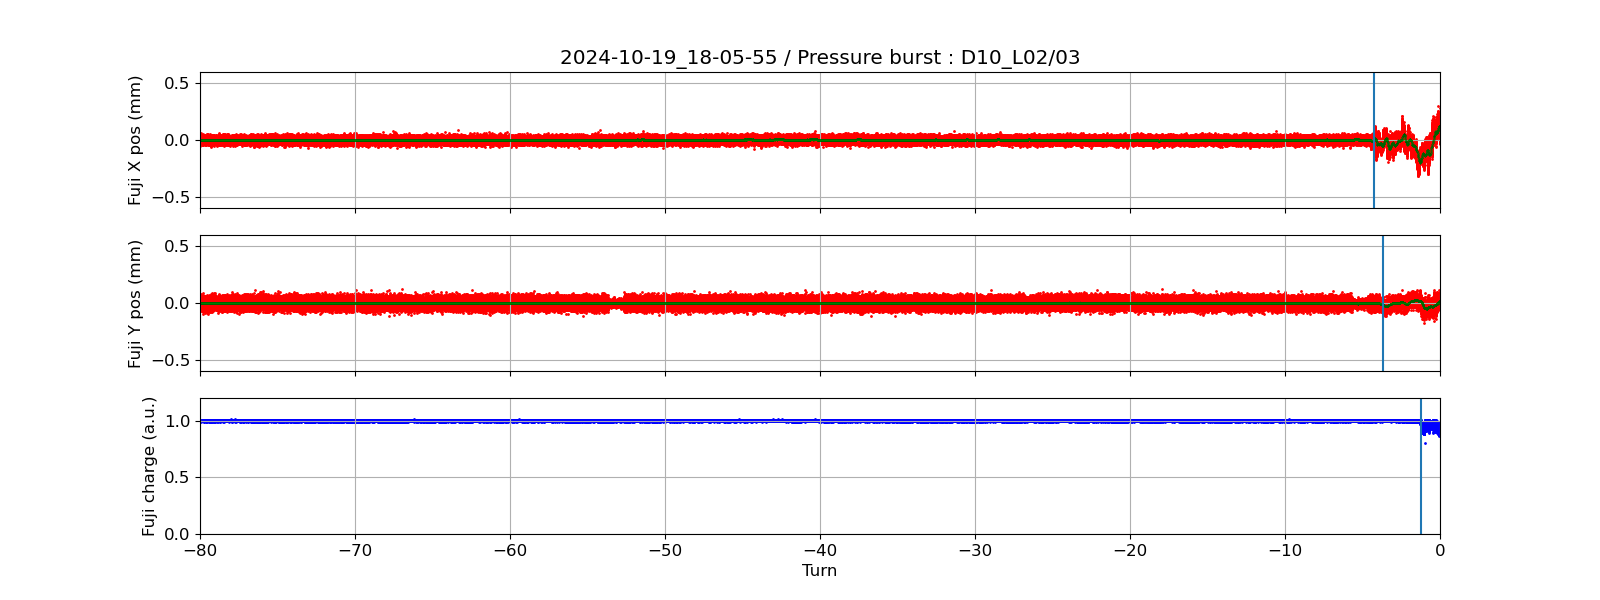 2024-10-19_18-05-55 / Pressure burst : D10_L02/03
Fuji X pos (mm)
0.5
0.0
−0.5
Fuji Y pos (mm)
0.5
0.0
−0.5
Fuji charge (a.u.)
1.0
0.5
0.0
−80 −70 −60 −50 −40 −30 −20 −10 0
Turn